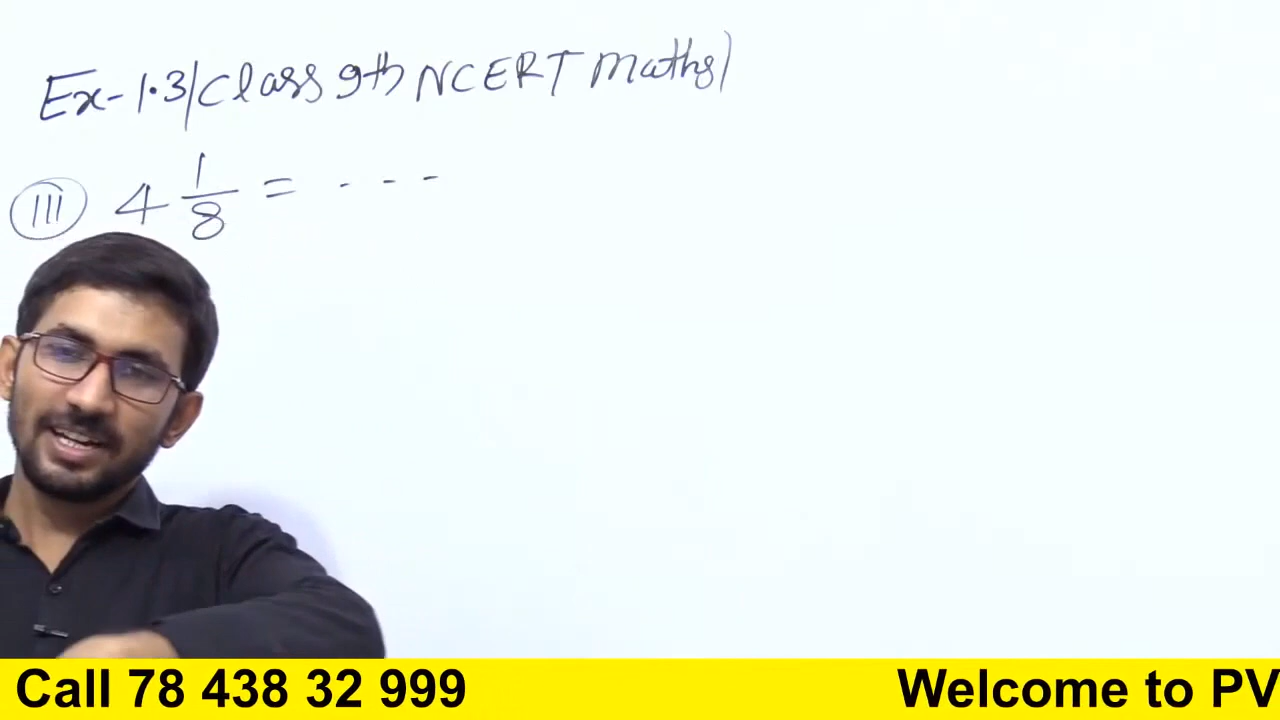 Ex-1.3/Class 9th NCERT Maths)
(III) 4 1/8 = ---
Call 78 438 32 999
Welcome to PV